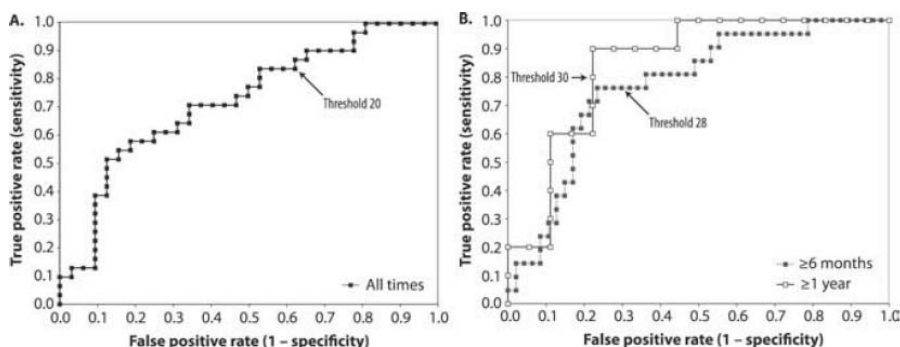 A.
1.0
0.9
0.8
0.7
0.6
0.5
0.4
0.3
0.2
0.1
0.0
True positive rate (sensitivity)
Threshold 20
All times
0.0 0.1 0.2 0.3 0.4 0.5 0.6 0.7 0.8 0.9 1.0
False positive rate (1 – specificity)
B.
1.0
0.9
0.8
0.7
0.6
0.5
0.4
0.3
0.2
0.1
0.0
True positive rate (sensitivity)
Threshold 30
Threshold 28
≥6 months
≥1 year
0.0 0.1 0.2 0.3 0.4 0.5 0.6 0.7 0.8 0.9 1.0
False positive rate (1 – specificity)